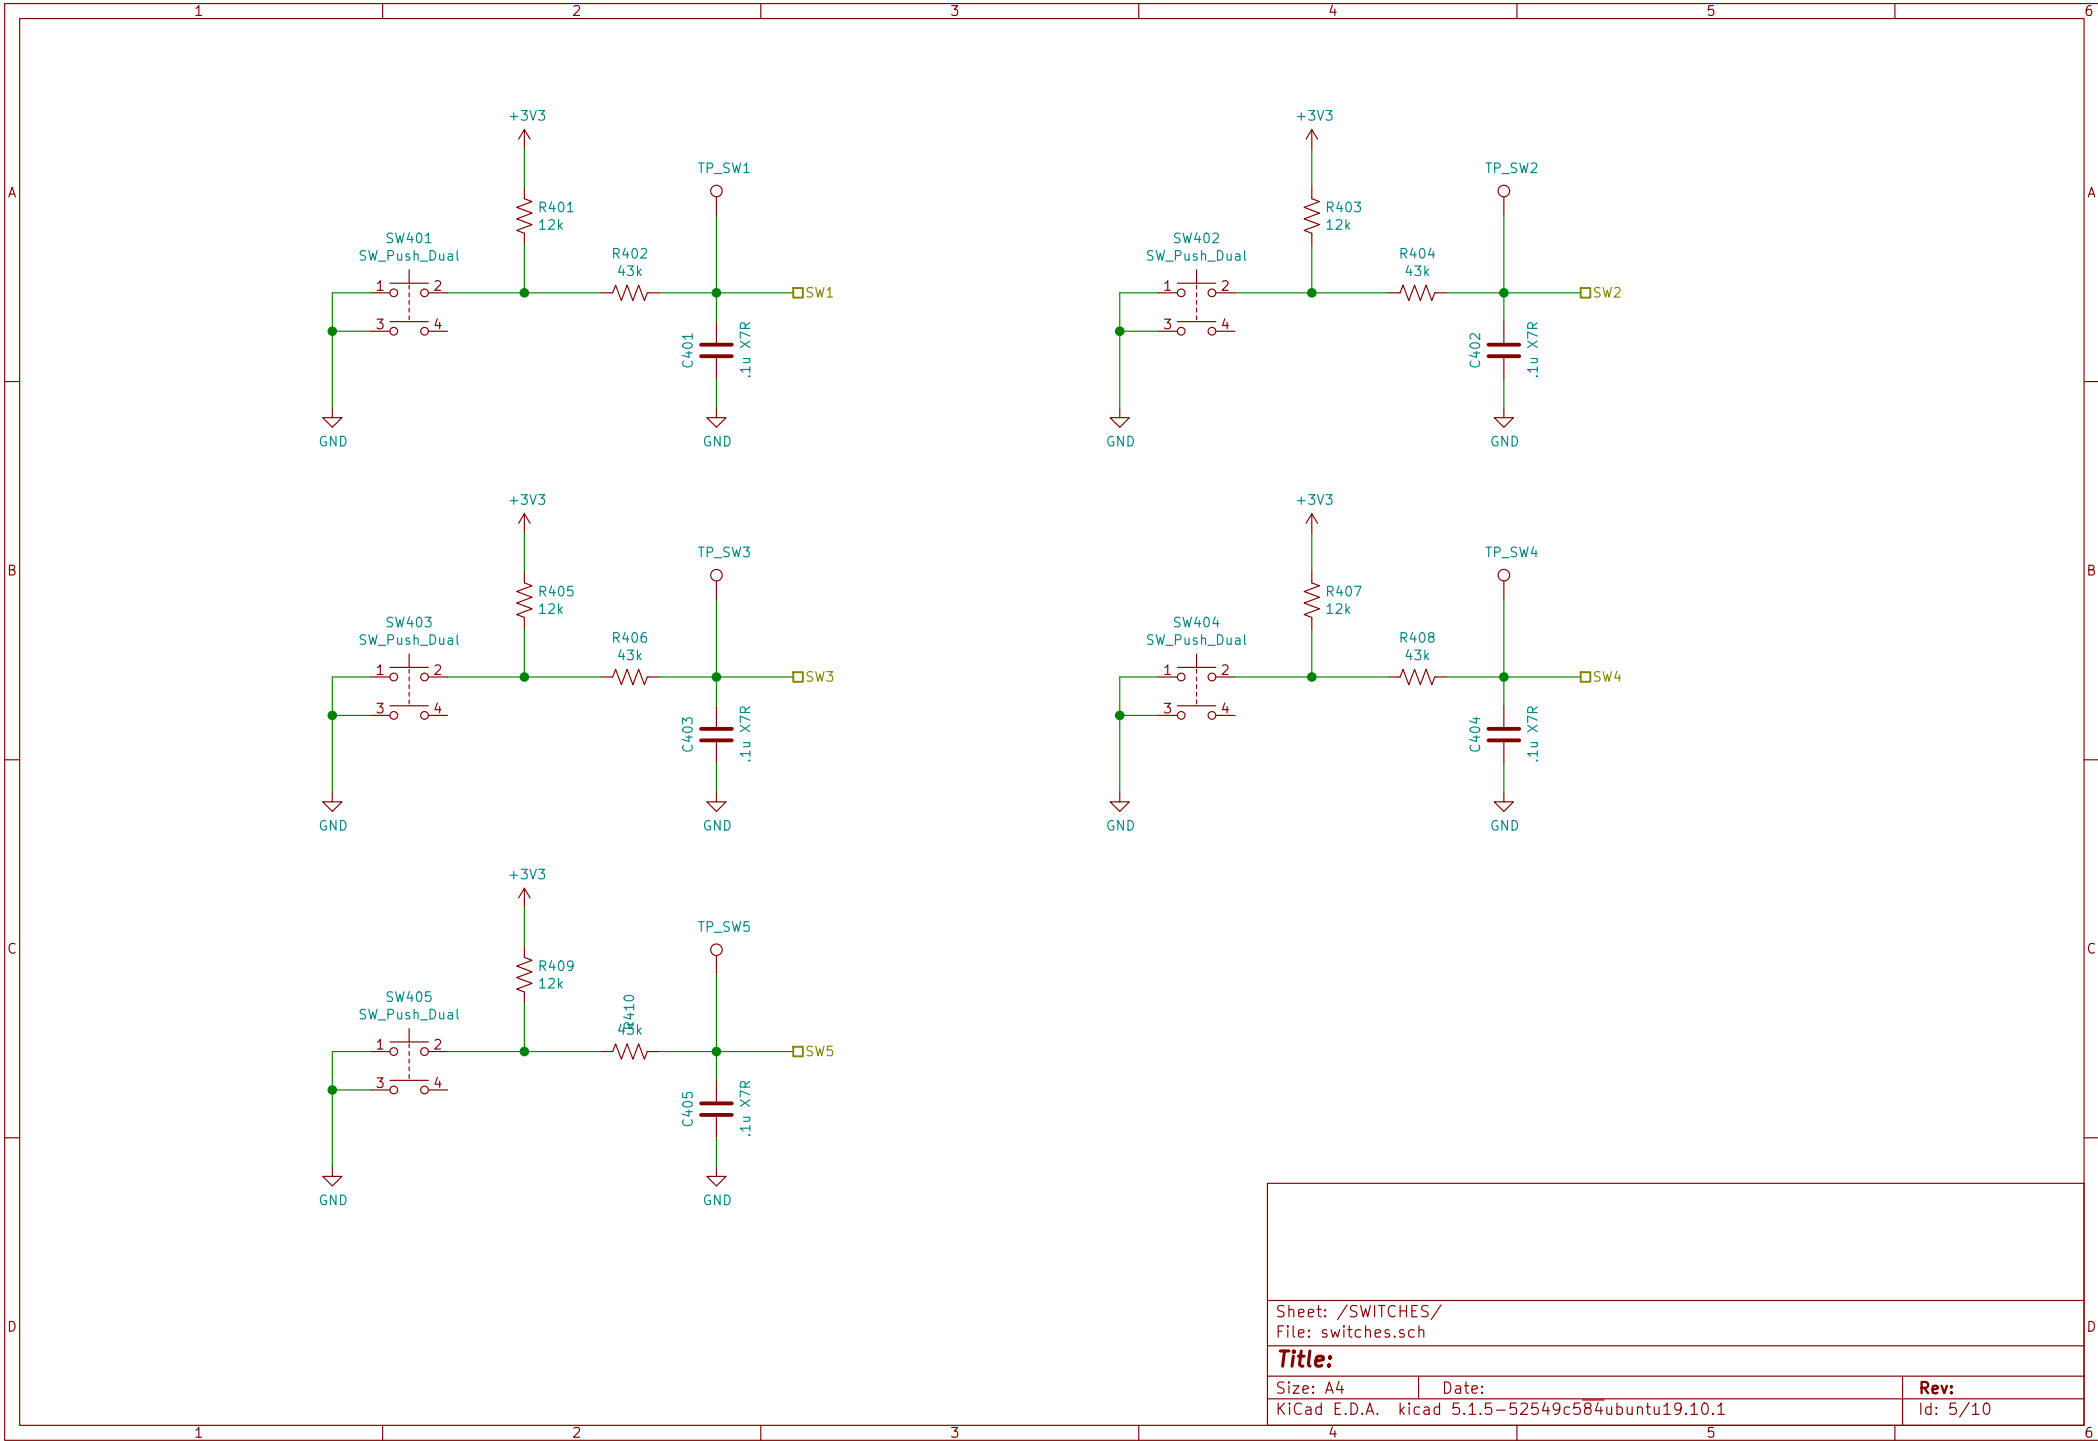 1 2 3 4 5 6
A A
+3V3
TP_SW1
R401
12k
SW401
SW_Push_Dual
R402
43k
1 2
3 4
SW1
C401
.1u X7R
GND
GND
+3V3
TP_SW2
R403
12k
SW402
SW_Push_Dual
R404
43k
1 2
3 4
SW2
C402
.1u X7R
GND
GND
B B
+3V3
TP_SW3
R405
12k
SW403
SW_Push_Dual
R406
43k
1 2
3 4
SW3
C403
.1u X7R
GND
GND
+3V3
TP_SW4
R407
12k
SW404
SW_Push_Dual
R408
43k
1 2
3 4
SW4
C404
.1u X7R
GND
GND
C C
+3V3
TP_SW5
R409
12k
SW405
SW_Push_Dual
R410
43k
1 2
3 4
SW5
C405
.1u X7R
GND
GND
D D
Sheet: /SWITCHES/
File: switches.sch
Title:
Size: A4 Date: Rev:
KiCad E.D.A. kicad 5.1.5-52549c584ubuntu19.10.1 Id: 5/10
1 2 3 4 5 6